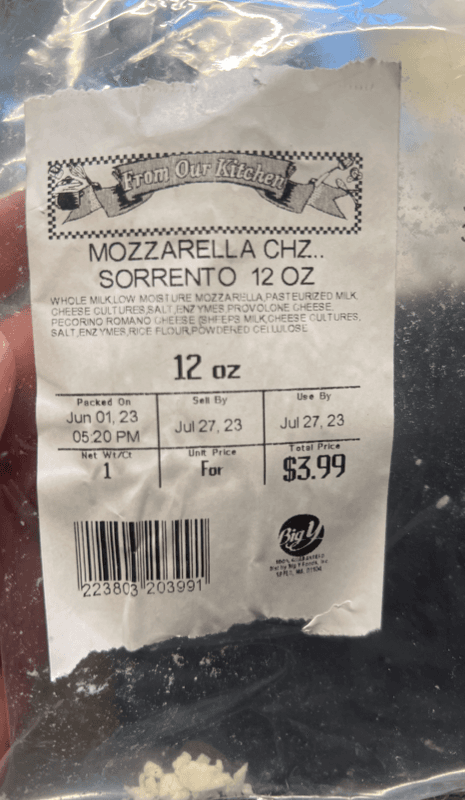 From Our Kitchen
MOZZARELLA CHZ..
SORRENTO 12 OZ
WHOLE MILK,LOW MOISTURE MOZZARELLA,PASTEURIZED MILK,
CHEESE CULTURES,SALT,ENZYMES,PROVOLONE CHEESE.
PECORINO ROMANO CHEESE (SHEEPS MILK,CHEESE CULTURES,
SALT,ENZYMES,RICE FLOUR,POWDERED CELLULOSE
12 oz
Packed On
Jun 01, 23
05:20 PM
Sell By
Jul 27, 23
Use By
Jul 27, 23
Net Wt/Ct
1
Unit Price
For
Total Price
$3.99
223803 203991
Big Y